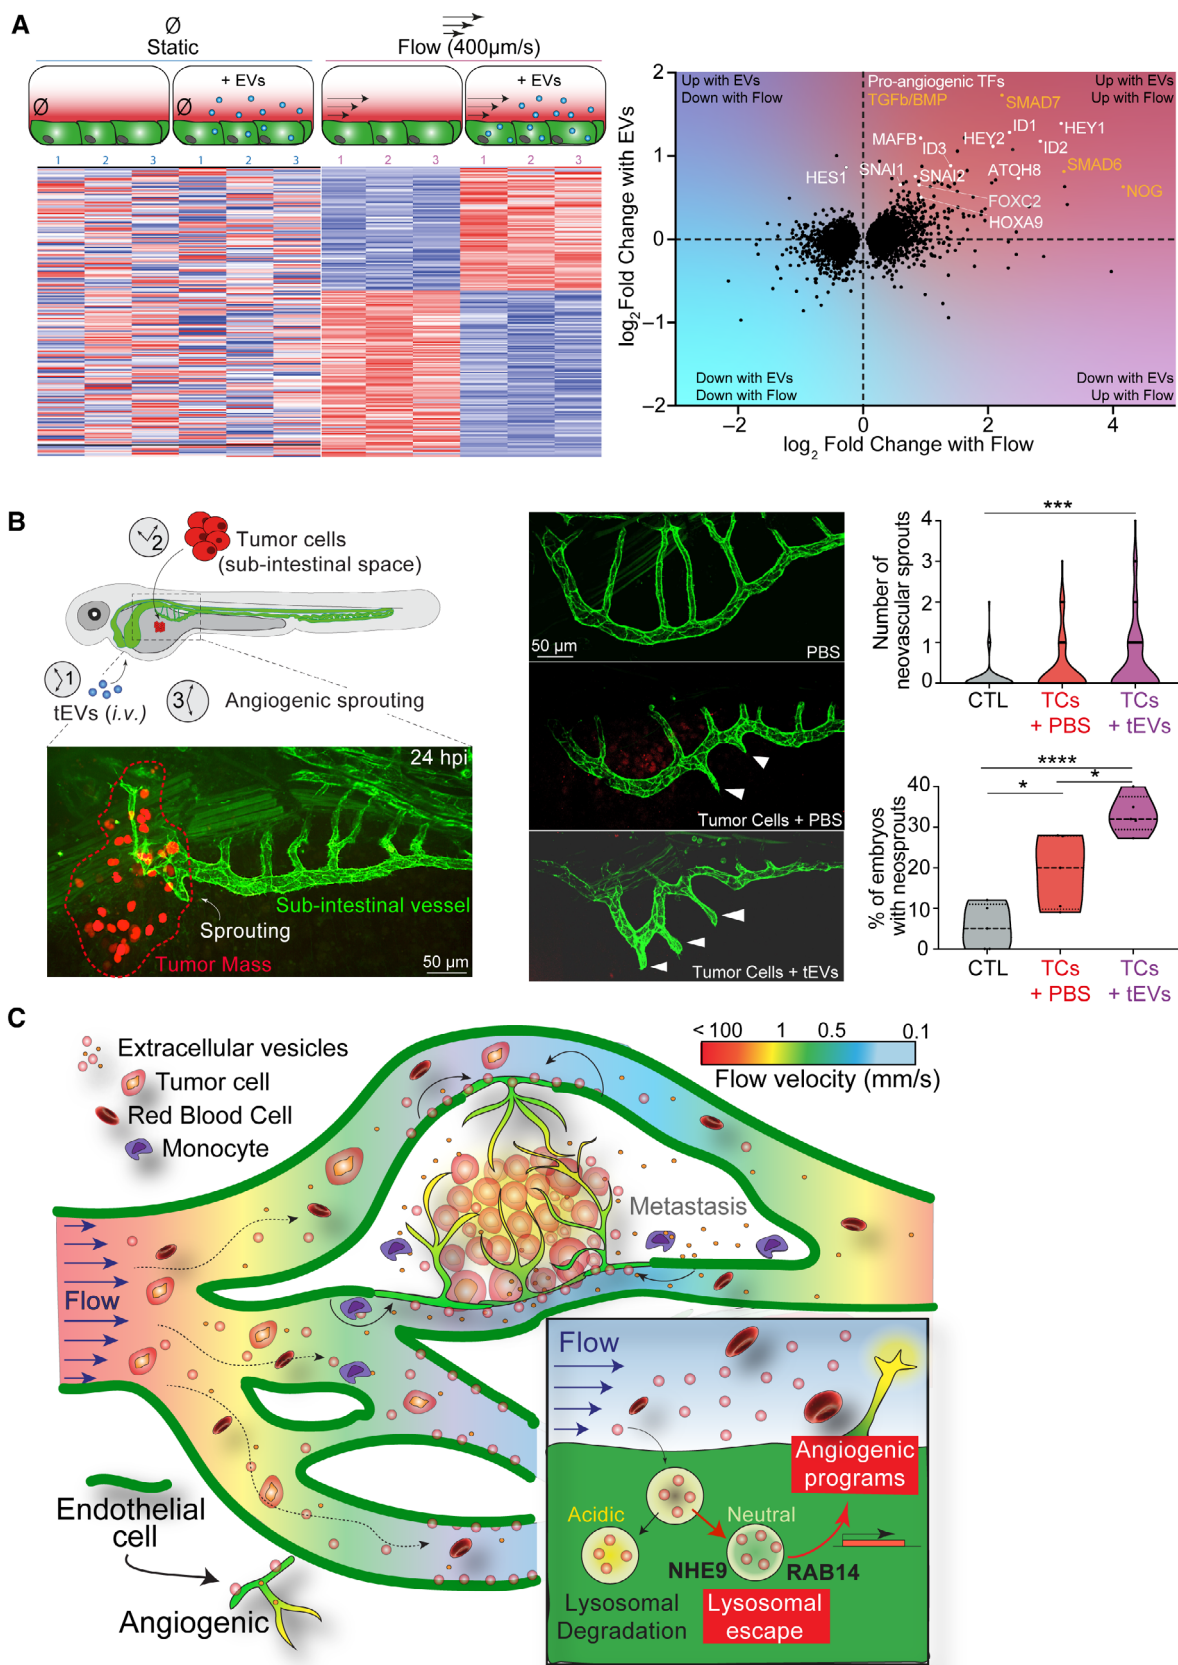 A
Ø
Static
Flow (400µm/s)
+ EVs
+ EVs
Ø
Ø
1 2 3 1 2 3 1 2 3 1 2 3
log2Fold Change with EVs
2
1
0
−1
−2
Up with EVs
Down with Flow
Pro-angiogenic TFs
TGFb/BMP
Up with EVs
Up with Flow
SMAD7
ID1
HEY1
MAFB
HEY2
ID3
ID2
SNAI1
SNAI2
ATOH8
SMAD6
HES1
NOG
FOXC2
HOXA9
Down with EVs
Down with Flow
Down with EVs
Up with Flow
−2 0 2 4
log2 Fold Change with Flow
B
2
Tumor cells
(sub-intestinal space)
1
tEVs (i.v.)
3
Angiogenic sprouting
24 hpi
Sub-intestinal vessel
Sprouting
Tumor Mass
50 µm
50 µm
PBS
Tumor Cells + PBS
Tumor Cells + tEVs
Number of
neovascular sprouts
4
3
2
1
0
***
CTL
TCs
+ PBS
TCs
+ tEVs
% of embroys
with neosprouts
40
30
20
10
0
****
*
*
CTL
TCs
+ PBS
TCs
+ tEVs
C
Extracellular vesicles
Tumor cell
Red Blood Cell
Monocyte
< 100 1 0.5 0.1
Flow velocity (mm/s)
Metastasis
Flow
Endothelial
cell
Angiogenic
Flow
Angiogenic
programs
Acidic
Neutral
NHE9
RAB14
Lysosomal
Degradation
Lysosomal
escape